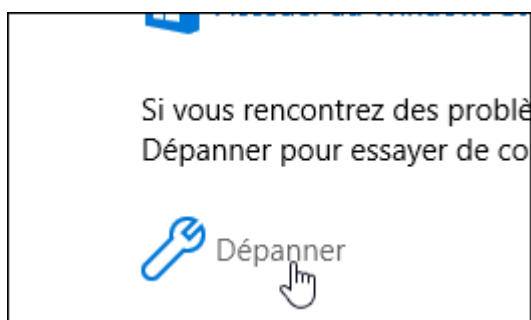 Si vous rencontrez des problè
Dépanner pour essayer de co
Dépanner